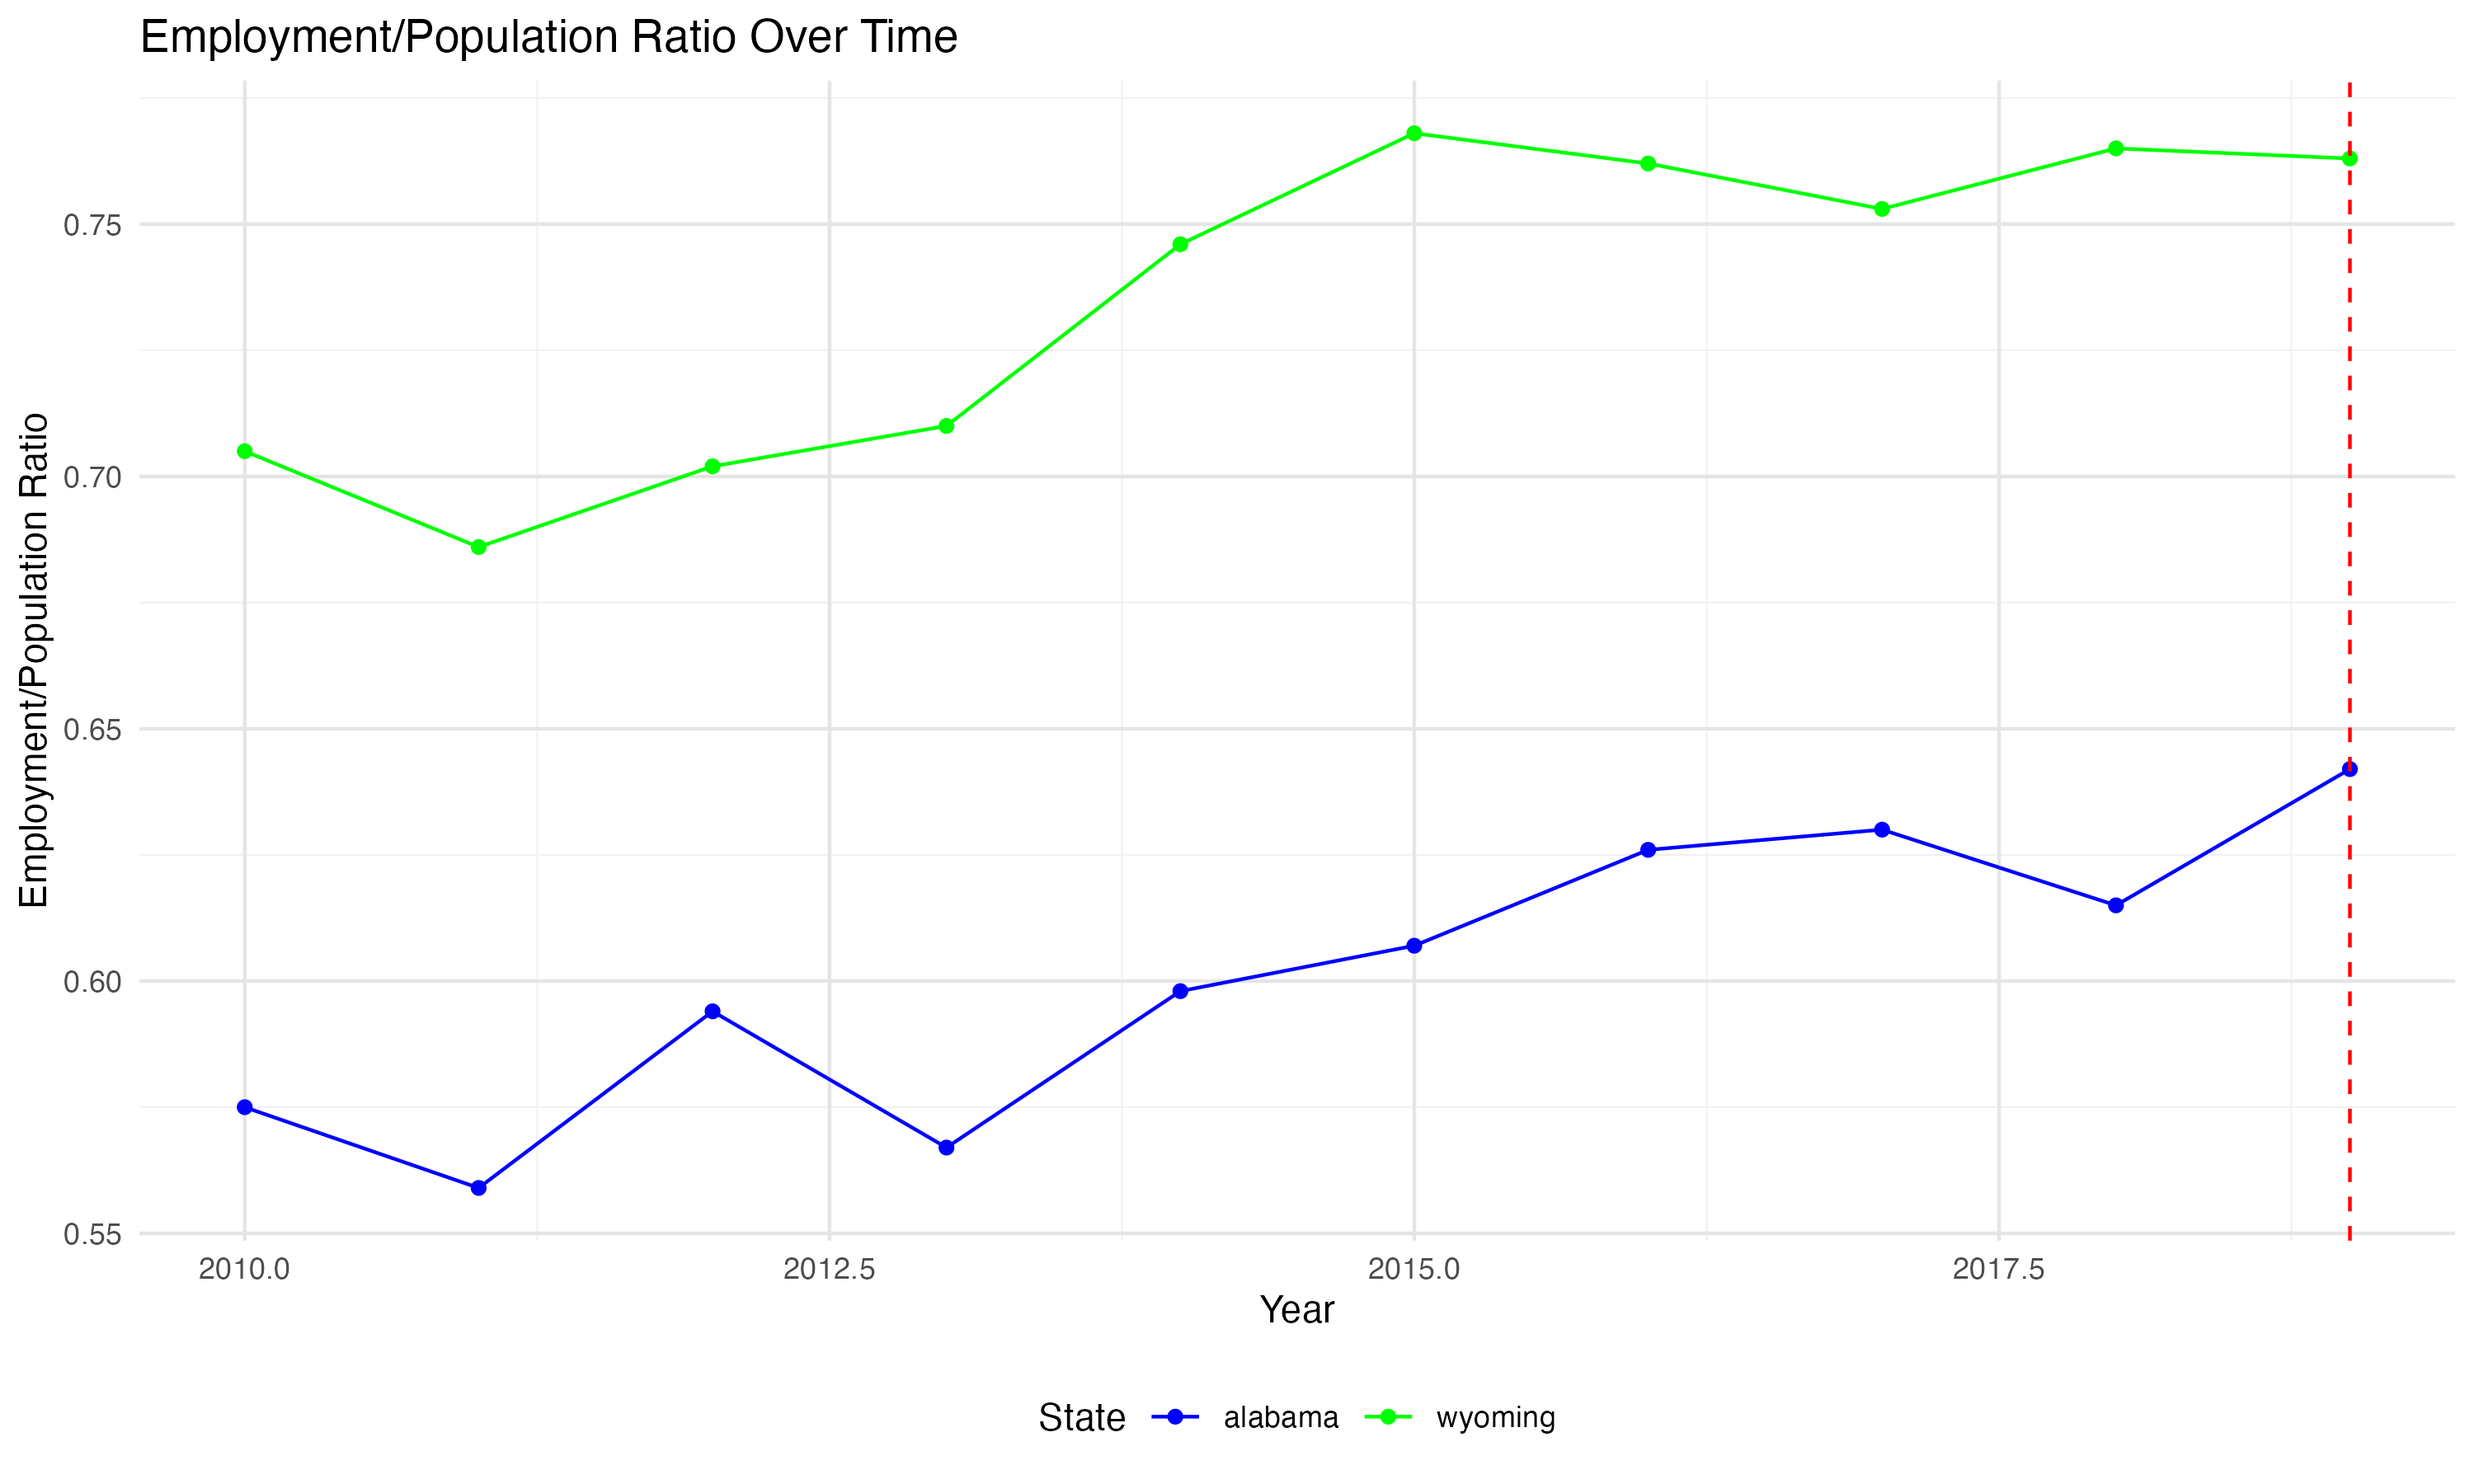 Employment/Population Ratio Over Time
Employment/Population Ratio
0.75
0.70
0.65
0.60
0.55
2010.0 2012.5 2015.0 2017.5
Year
State alabama wyoming